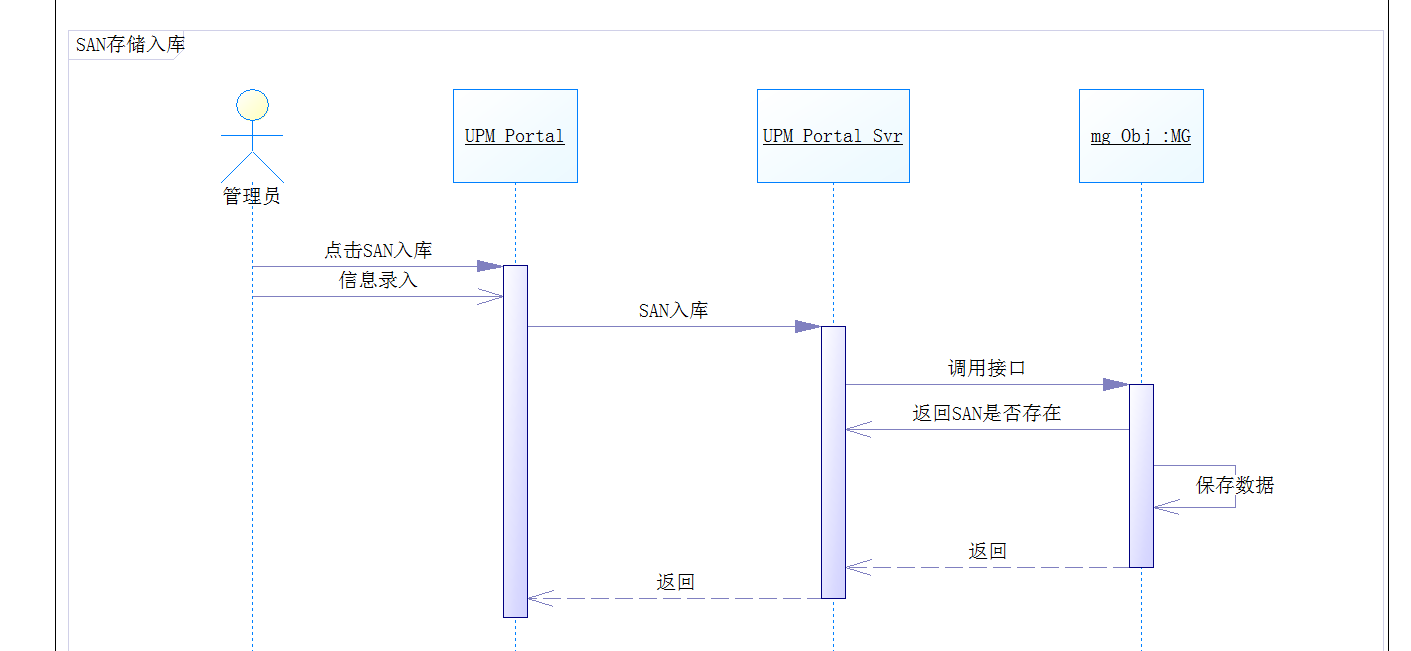 SAN存储入库
UPM Portal
UPM Portal Svr
mg_Obj :MG
管理员
点击SAN入库
信息录入
SAN入库
调用接口
返回SAN是否存在
保存数据
返回
返回